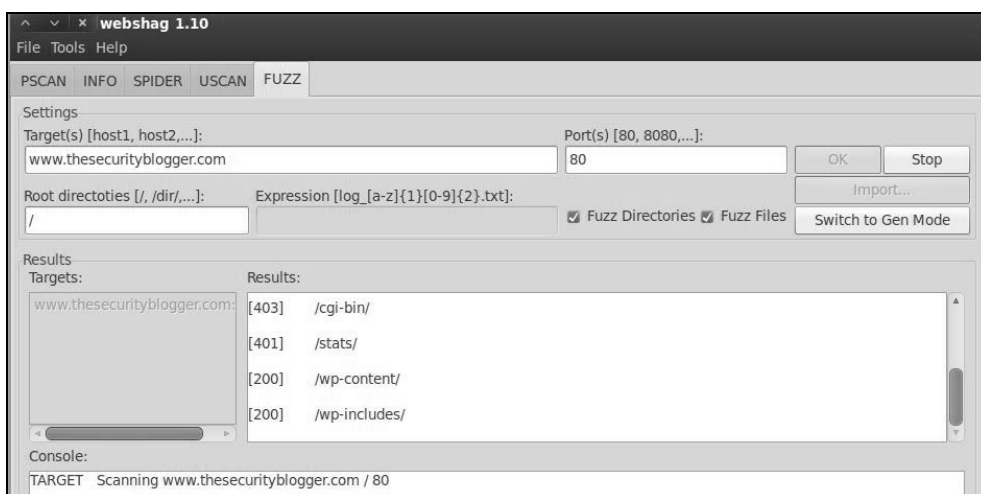 webshag 1.10
File Tools Help
PSCAN INFO SPIDER USCAN FUZZ
Settings
Target(s) [host1, host2,...]:
Port(s) [80, 8080,...]:
www.thesecurityblogger.com
80
OK
Stop
Import...
Root directoties [/, /dir/,...]:
Expression [log_[a-z]{1}[0-9]{2}.txt]:
/
Fuzz Directories
Fuzz Files
Switch to Gen Mode
Results
Targets:
Results:
www.thesecurityblogger.com:
[403] /cgi-bin/
[401] /stats/
[200] /wp-content/
[200] /wp-includes/
Console:
TARGET Scanning www.thesecurityblogger.com / 80